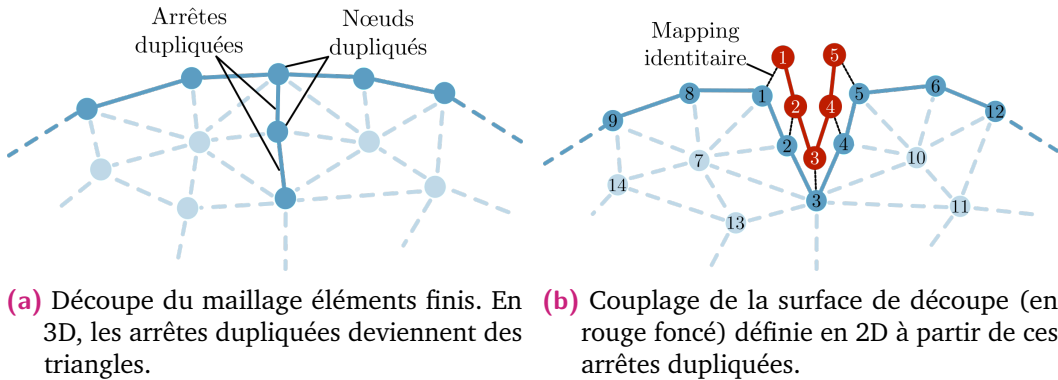 Arrêtes
dupliquées
Nœuds
dupliqués
Mapping
identitaire
1
5
2
4
3
1
5
6
8
9
12
2
4
7
10
14
3
11
13
(a) Découpe du maillage éléments finis. En
3D, les arrêtes dupliquées deviennent des
triangles.
(b) Couplage de la surface de découpe (en
rouge foncé) définie en 2D à partir de ces
arrêtes dupliquées.